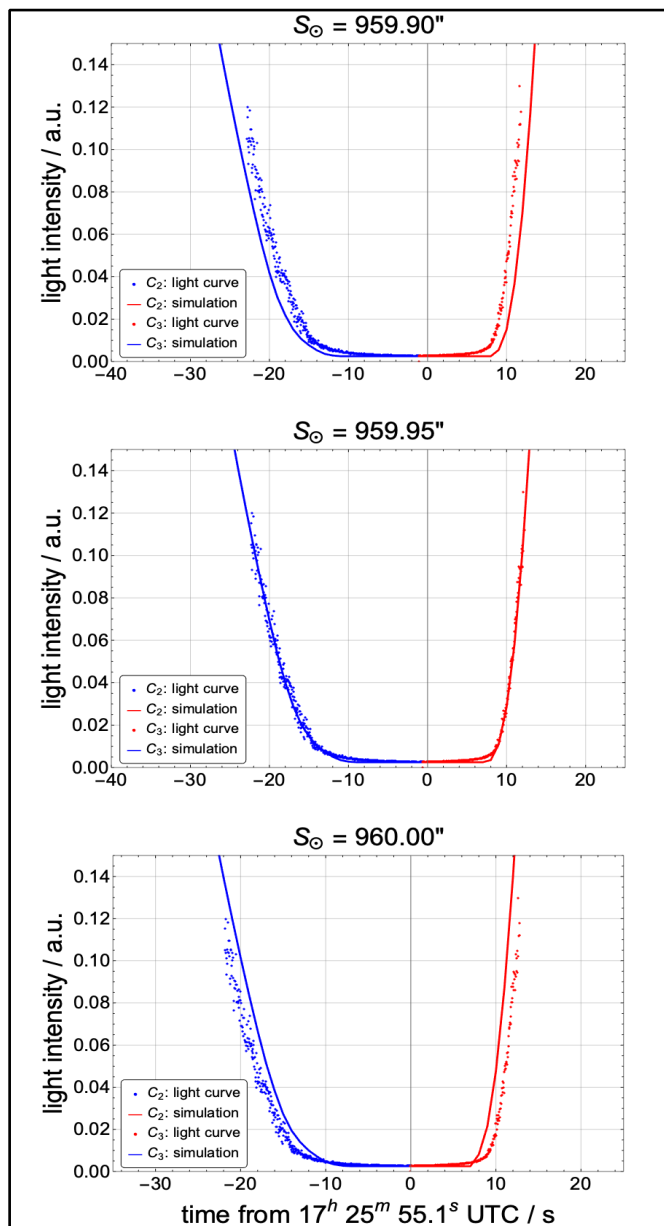 S☉ = 959.90"
light intensity / a.u.
0.14
0.12
0.10
0.08
0.06
0.04
0.02
0.00
C₂: light curve
C₂: simulation
C₃: light curve
C₃: simulation
−40 −30 −20 −10 0 10 20
S☉ = 959.95"
light intensity / a.u.
0.14
0.12
0.10
0.08
0.06
0.04
0.02
0.00
C₂: light curve
C₂: simulation
C₃: light curve
C₃: simulation
−40 −30 −20 −10 0 10 20
S☉ = 960.00"
light intensity / a.u.
0.14
0.12
0.10
0.08
0.06
0.04
0.02
0.00
C₂: light curve
C₂: simulation
C₃: light curve
C₃: simulation
−30 −20 −10 0 10 20
time from 17ʰ 25ᵐ 55.1ˢ UTC / s